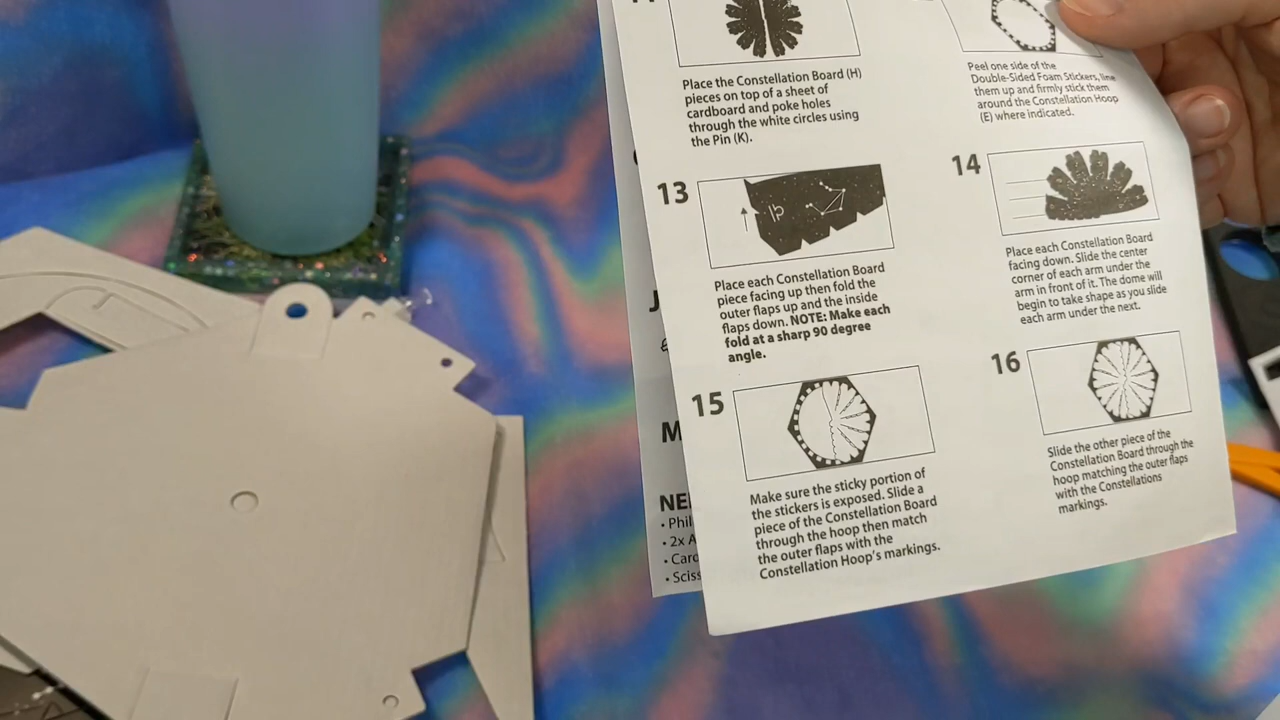 Place the Constellation Board (H)
pieces on top of a sheet of
cardboard and poke holes
through the white circles using
the Pin (K).
Peel one side of the
Double-Sided Foam Stickers, line
them up and firmly stick them
around the Constellation Hoop
(E) where indicated.
13
Place each Constellation Board
piece facing up then fold the
outer flaps up and the inside
flaps down. NOTE: Make each
fold at a sharp 90 degree
angle.
14
Place each Constellation Board
facing down. Slide the center
corner of each arm under the
arm in front of it. The dome will
begin to take shape as you slide
each arm under the next.
15
Make sure the sticky portion of
the stickers is exposed. Slide a
piece of the Constellation Board
through the hoop then match
the outer flaps with the
Constellation Hoop's markings.
16
Slide the other piece of the
Constellation Board through the
hoop matching the outer flaps
with the Constellations
markings.
• 2x